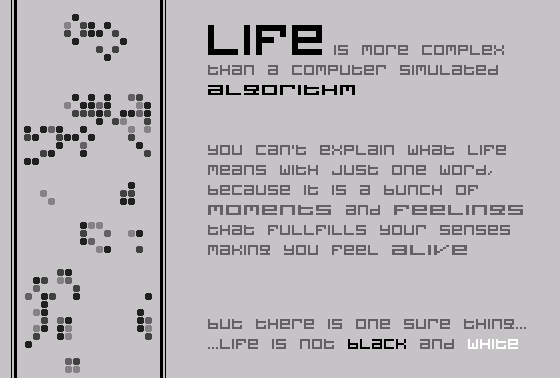 LIFE is more complex
than a computer simulated
algorithm
you can't explain what life
means with just one word,
because it is a bunch of
moments and feelings
that fullfills your senses
making you feel alive
but there is one sure thing...
...life is not black and white